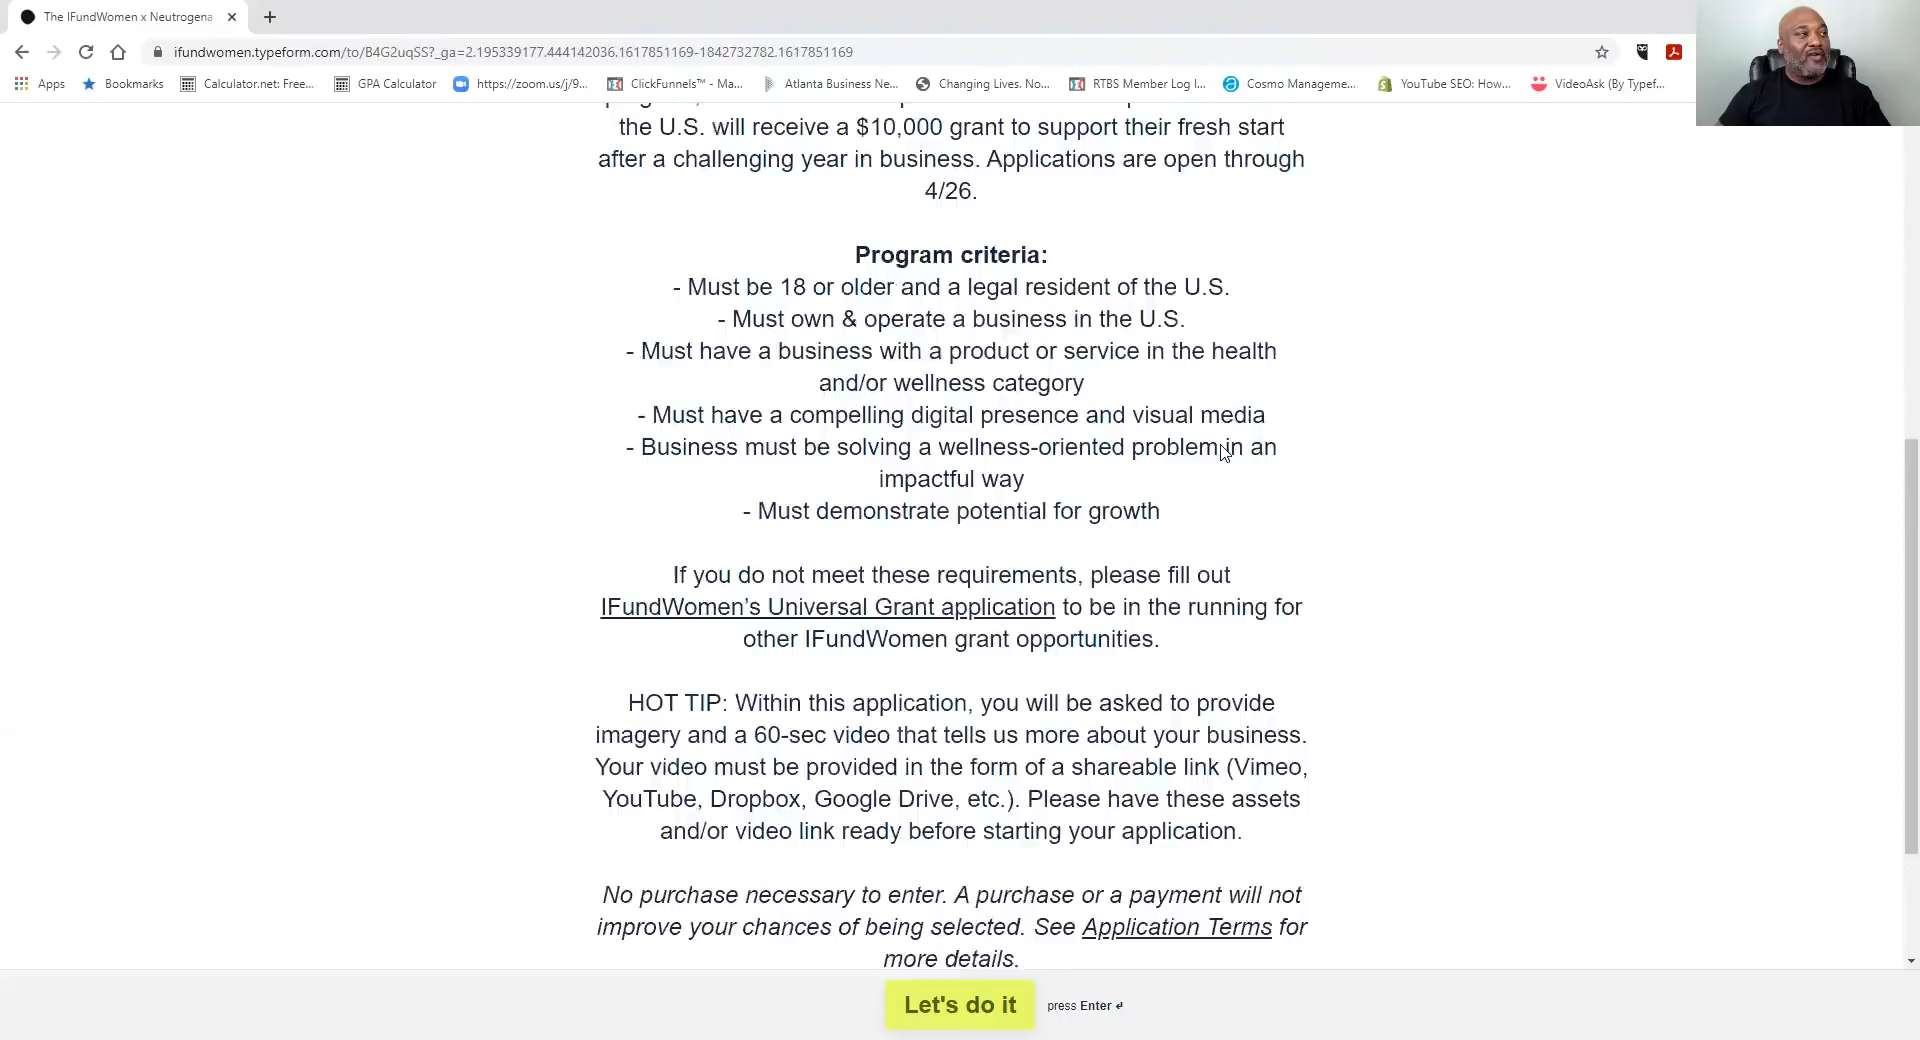 The IFundWomen x Neutrogena
ifundwomen.typeform.com/to/B4G2uqSS?_ga=2.195339177.444142036.1617851169-1842732782.1617851169
Apps Bookmarks Calculator.net: Free... GPA Calculator https://zoom.us/j/9... ClickFunnels™ - Ma... Atlanta Business Ne... Changing Lives. No... RTBS Member Log I... Cosmo Manageme... YouTube SEO: How... VideoAsk (By Typef...
the U.S. will receive a $10,000 grant to support their fresh start
after a challenging year in business. Applications are open through
4/26.
Program criteria:
- Must be 18 or older and a legal resident of the U.S.
- Must own & operate a business in the U.S.
- Must have a business with a product or service in the health
and/or wellness category
- Must have a compelling digital presence and visual media
- Business must be solving a wellness-oriented problem in an
impactful way
- Must demonstrate potential for growth
If you do not meet these requirements, please fill out
IFundWomen’s Universal Grant application to be in the running for
other IFundWomen grant opportunities.
HOT TIP: Within this application, you will be asked to provide
imagery and a 60-sec video that tells us more about your business.
Your video must be provided in the form of a shareable link (Vimeo,
YouTube, Dropbox, Google Drive, etc.). Please have these assets
and/or video link ready before starting your application.
No purchase necessary to enter. A purchase or a payment will not
improve your chances of being selected. See Application Terms for
more details.
Let's do it press Enter ↵